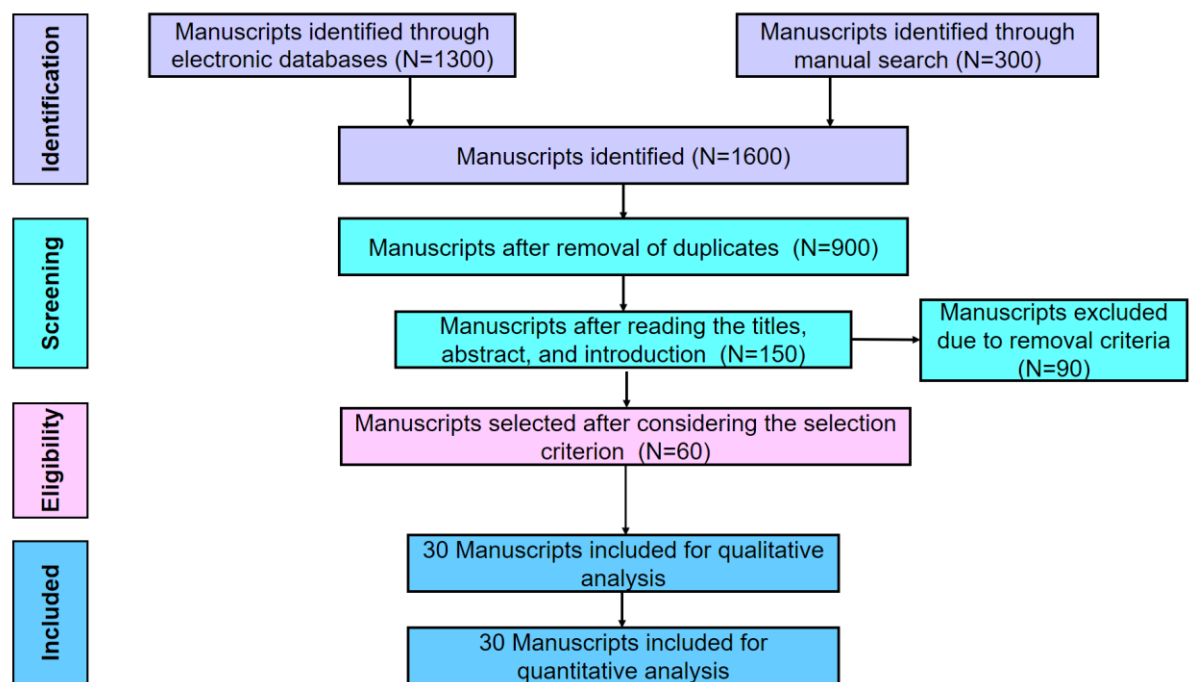 Identification
Manuscripts identified through
electronic databases (N=1300)
Manuscripts identified through
manual search (N=300)
Manuscripts identified (N=1600)
Screening
Manuscripts after removal of duplicates  (N=900)
Manuscripts after reading the titles,
abstract, and introduction  (N=150)
Manuscripts excluded
due to removal criteria
(N=90)
Eligibility
Manuscripts selected after considering the selection
criterion  (N=60)
Included
30 Manuscripts included for qualitative
analysis
30 Manuscripts included for
quantitative analysis